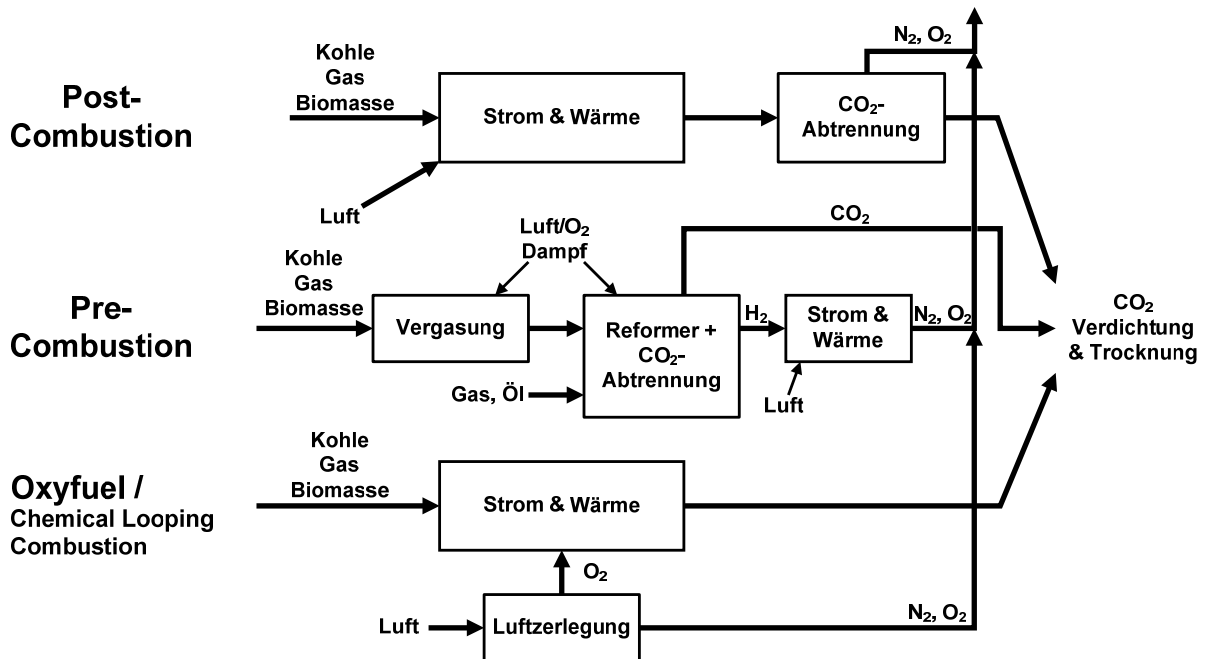 Post-
Combustion
Kohle
Gas
Biomasse
Luft
Strom & Wärme
CO₂-
Abtrennung
N₂, O₂
Pre-
Combustion
Kohle
Gas
Biomasse
Vergasung
Luft/O₂
Dampf
Gas, Öl
Reformer +
CO₂-
Abtrennung
CO₂
H₂
Strom &
Wärme
Luft
N₂, O₂
CO₂
Verdichtung
& Trocknung
Oxyfuel /
Chemical Looping
Combustion
Kohle
Gas
Biomasse
Strom & Wärme
O₂
Luft
Luftzerlegung
N₂, O₂